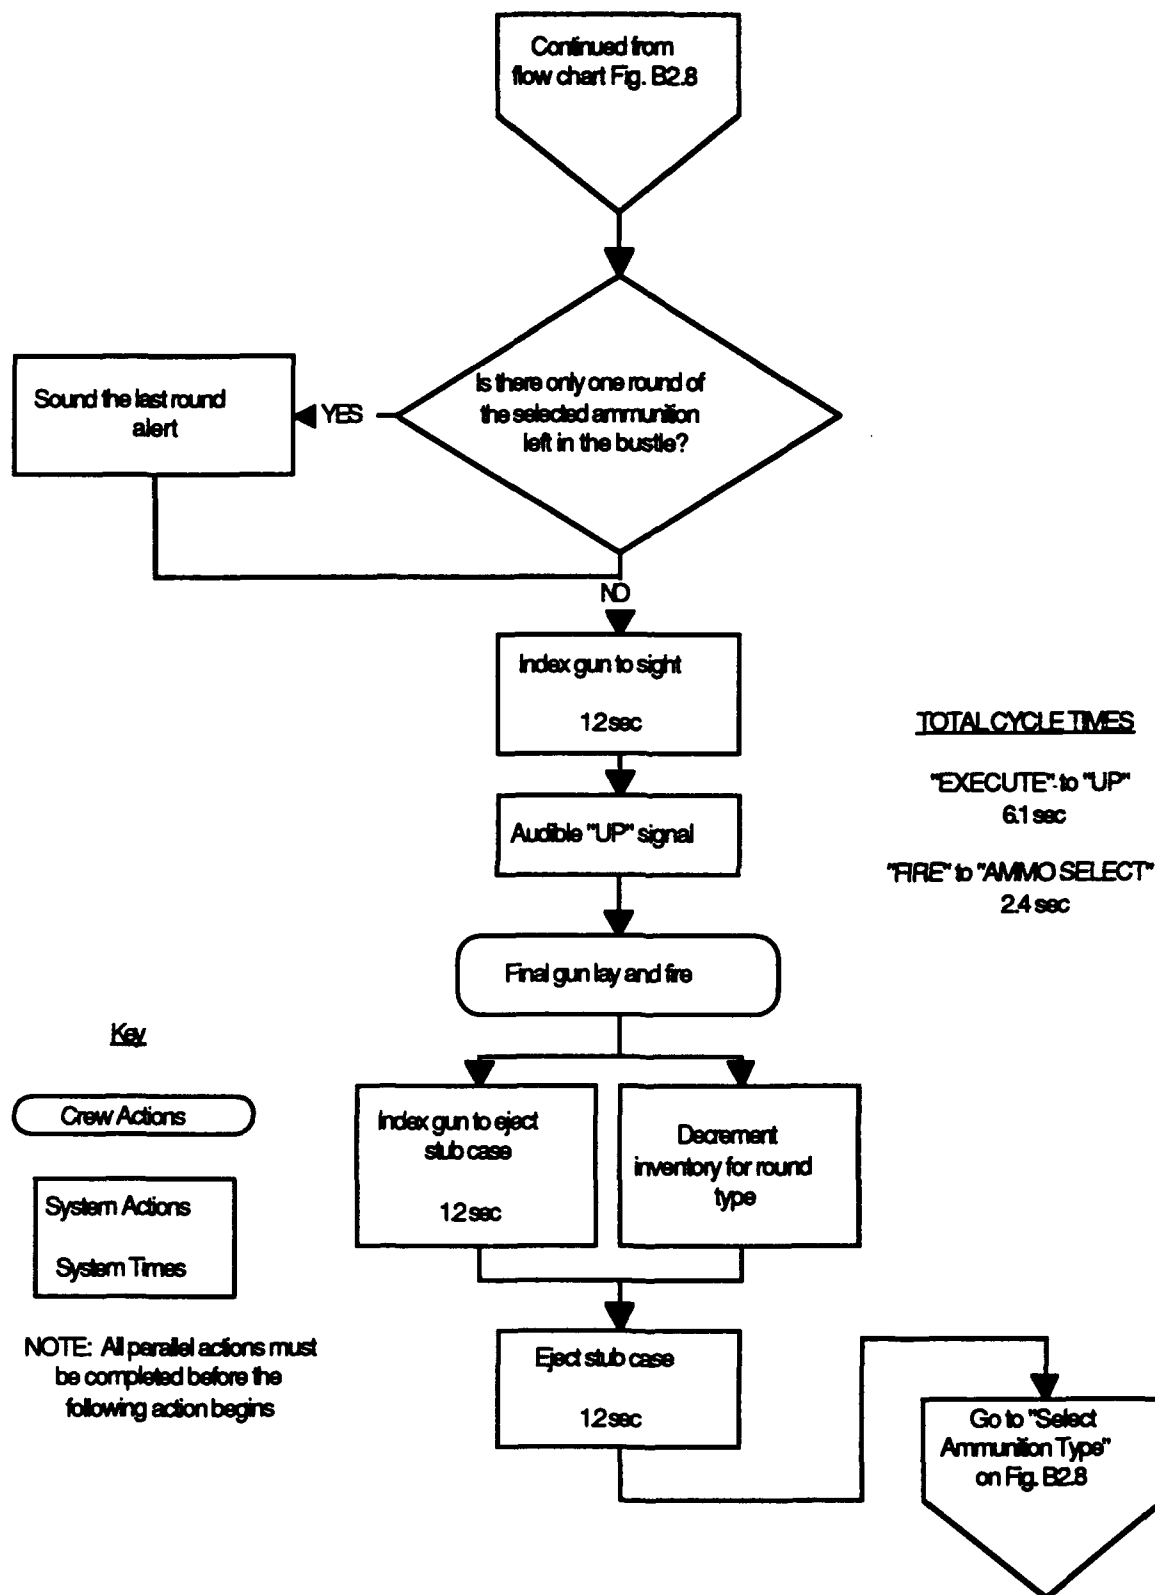 Continued from
flow chart Fig. B2.8
Is there only one round of
the selected ammunition
left in the bustle?
YES
Sound the last round
alert
NO
Index gun to sight
1.2 sec
TOTAL CYCLE TIMES
"EXECUTE" to "UP"
6.1 sec
"FIRE" to "AMMO SELECT"
2.4 sec
Audible "UP" signal
Final gun lay and fire
Key
Crew Actions
System Actions
System Times
NOTE: All parallel actions must
be completed before the
following action begins
Index gun to eject
stub case
1.2 sec
Decrement
inventory for round
type
Eject stub case
1.2 sec
Go to "Select
Ammunition Type"
on Fig. B2.8